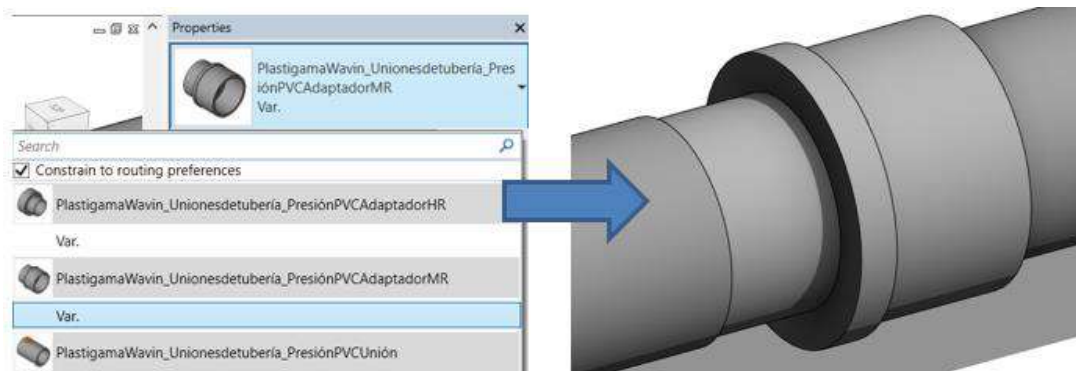 Properties
PlastigamaWavin_Unionesdetubería_Pres
iónPVCAdaptadorMR
Var.
Search
Constrain to routing preferences
PlastigamaWavin_Unionesdetubería_PresiónPVCAdaptadorHR
Var.
PlastigamaWavin_Unionesdetubería_PresiónPVCAdaptadorMR
Var.
PlastigamaWavin_Unionesdetubería_PresiónPVCUnión